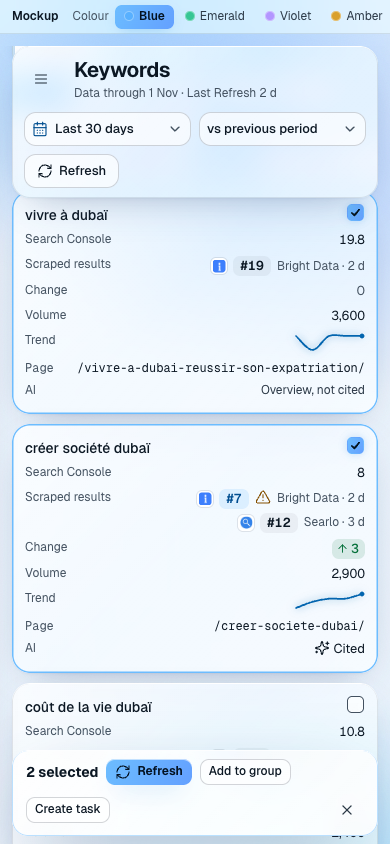 Mockup Colour Blue Emerald Violet Amber
Keywords
Data through 1 Nov · Last Refresh 2 d
Last 30 days vs previous period
Refresh
vivre à dubaï
Search Console 19.8
Scraped results #19 Bright Data · 2 d
Change 0
Volume 3,600
Trend
Page /vivre-a-dubai-reussir-son-expatriation/
AI Overview, not cited
créer société dubaï
Search Console 8
Scraped results #7 Bright Data · 2 d
#12 Searlo · 3 d
Change ↑ 3
Volume 2,900
Trend
Page /creer-societe-dubai/
AI Cited
coût de la vie dubaï
Search Console 10.8
2 selected Refresh Add to group
Create task